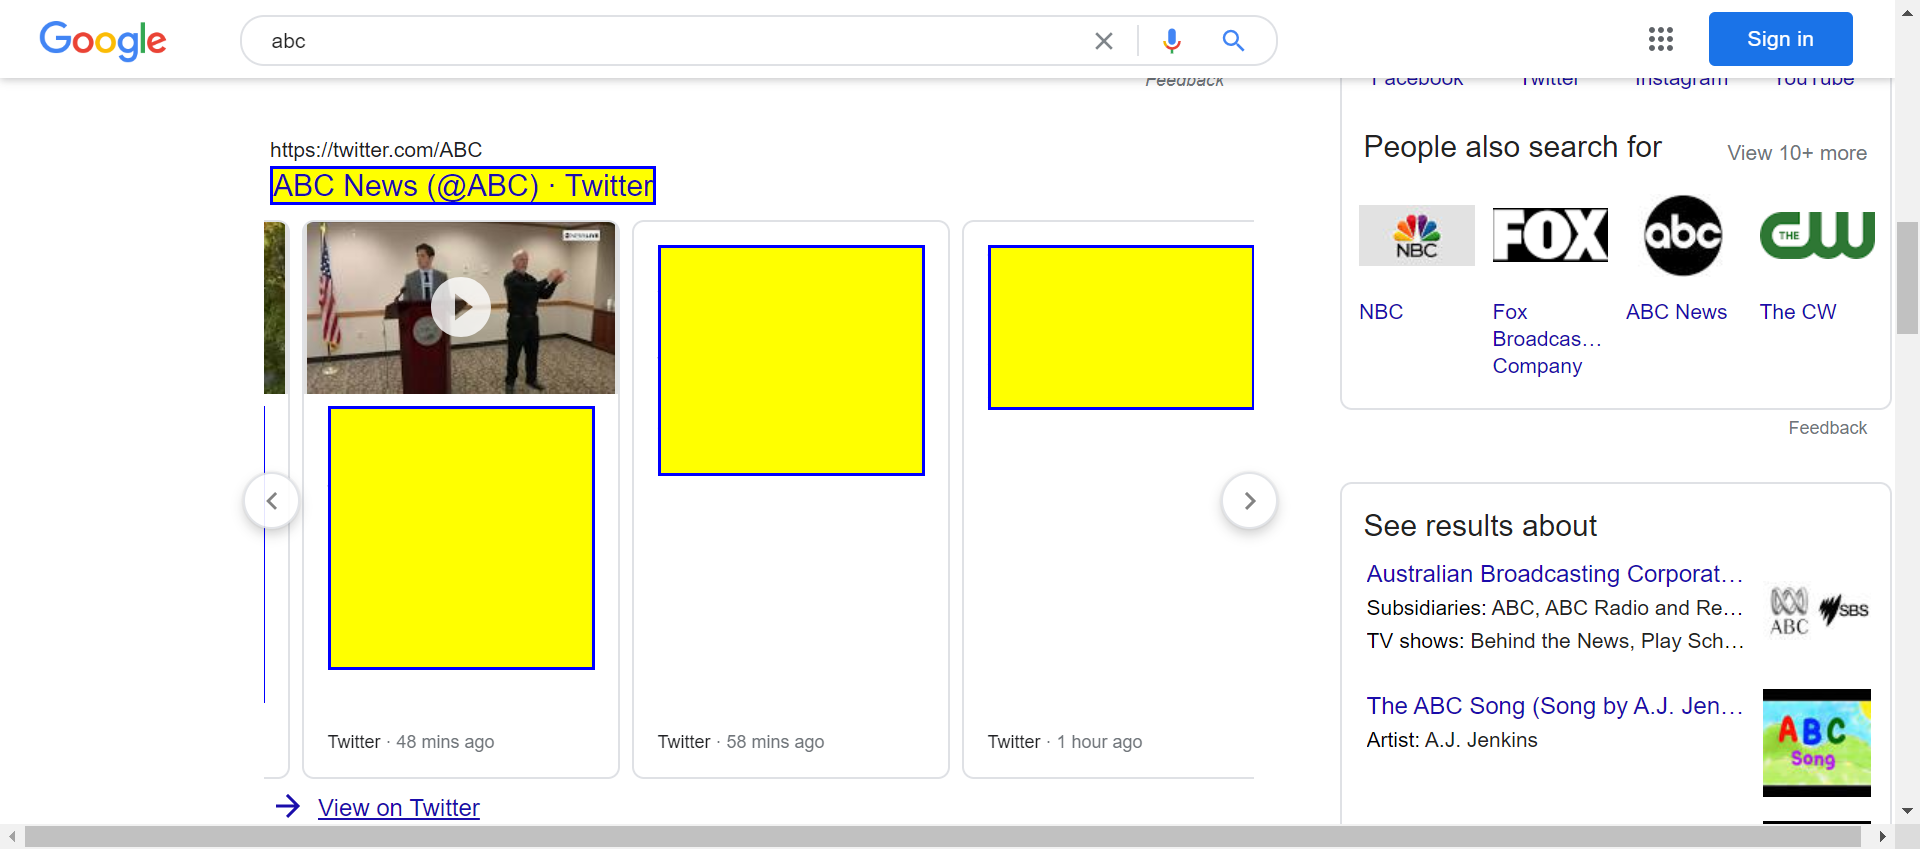 Google
abc
Sign in
Feedback
Facebook Twitter Instagram YouTube
https://twitter.com/ABC
ABC News (@ABC) · Twitter
Twitter · 48 mins ago
Twitter · 58 mins ago
Twitter · 1 hour ago
View on Twitter
People also search for
View 10+ more
NBC
FOX
abc
THE CW
NBC
Fox
Broadcas…
Company
ABC News
The CW
Feedback
See results about
Australian Broadcasting Corporat…
Subsidiaries: ABC, ABC Radio and Re…
TV shows: Behind the News, Play Sch…
ABC
SBS
The ABC Song (Song by A.J. Jen…
Artist: A.J. Jenkins
ABC
Song